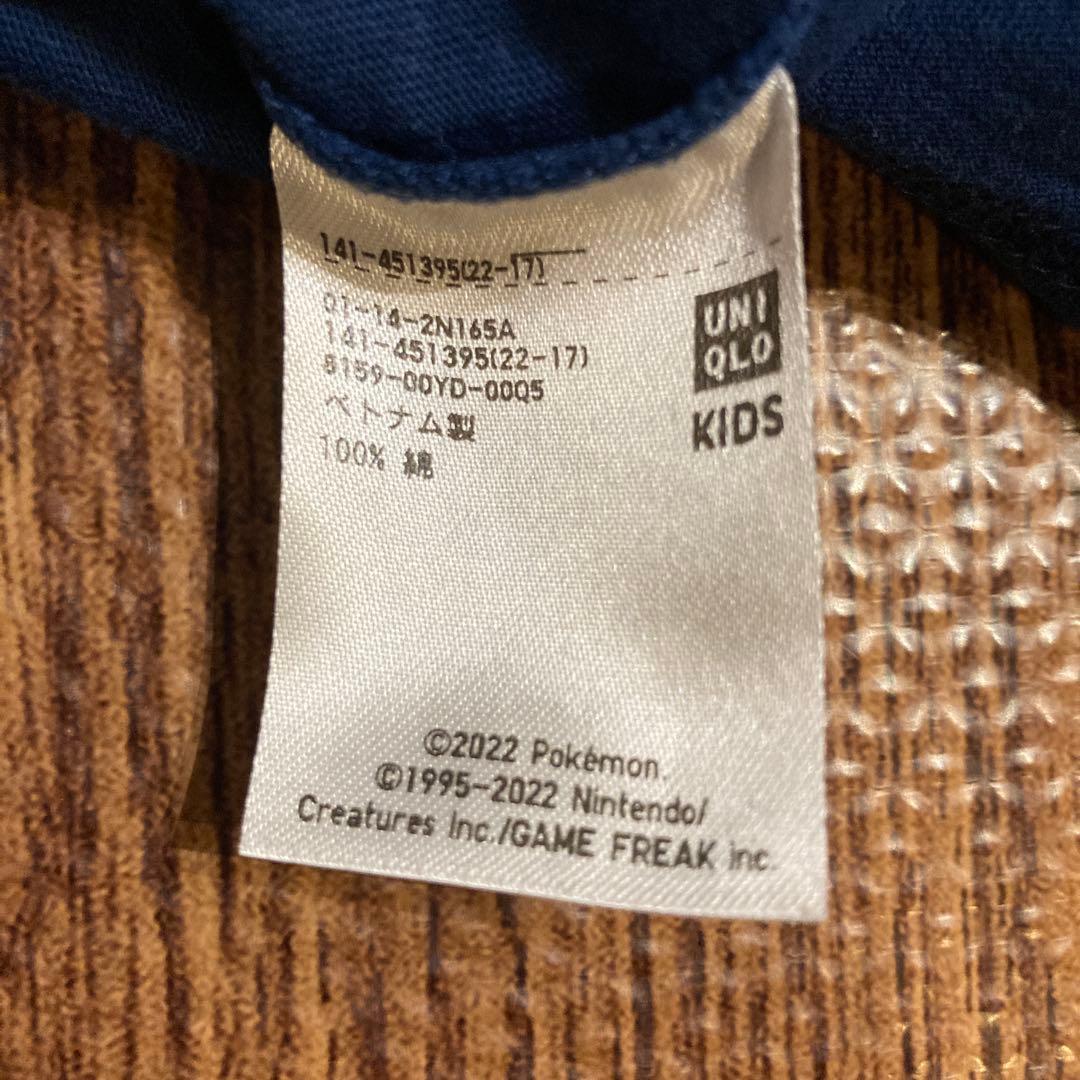 141-451395(22-17)
01-14-2N165A
141-451395(22-17)
8159-00YD-00Q5
ベトナム製
100% 綿
UNI
QLO
KIDS
©2022 Pokémon.
©1995-2022 Nintendo/
Creatures Inc./GAME FREAK inc.